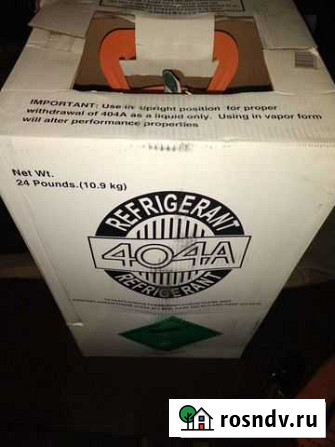 IMPORTANT: Use in upright position for proper
withdrawal of 404A as a liquid only. Using in vapor form
will alter performance properties
Net Wt.
24 Pounds.(10.9 kg)
REFRIGERANT
404A
REFRIGERANT
rosndv.ru